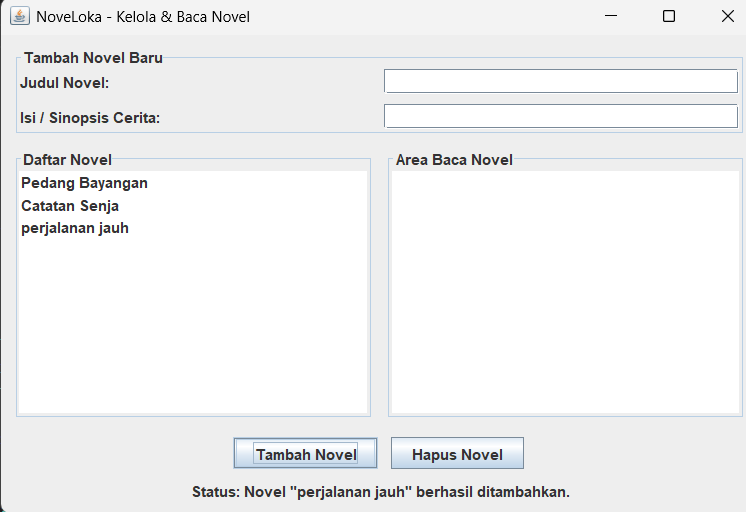 NoveLoka - Kelola & Baca Novel
Tambah Novel Baru
Judul Novel:
Isi / Sinopsis Cerita:
Daftar Novel
Pedang Bayangan
Catatan Senja
perjalanan jauh
Area Baca Novel
Tambah Novel
Hapus Novel
Status: Novel "perjalanan jauh" berhasil ditambahkan.